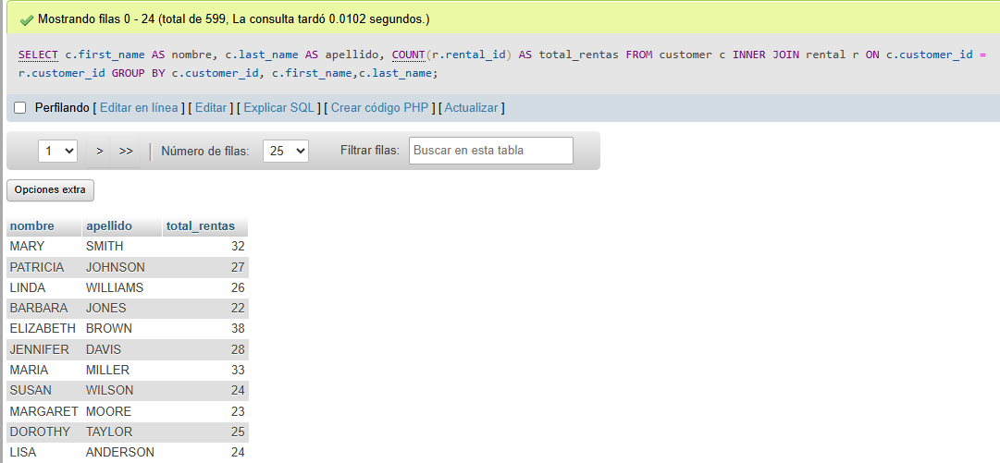 Mostrando filas 0 - 24 (total de 599, La consulta tardó 0.0102 segundos.)
SELECT c.first_name AS nombre, c.last_name AS apellido, COUNT(r.rental_id) AS total_rentas FROM customer c INNER JOIN rental r ON c.customer_id =
r.customer_id GROUP BY c.customer_id, c.first_name,c.last_name;
Perfilando [ Editar en línea ] [ Editar ] [ Explicar SQL ] [ Crear código PHP ] [ Actualizar ]
1 > >> | Número de filas: 25 Filtrar filas: Buscar en esta tabla
Opciones extra
nombre apellido total_rentas
MARY SMITH 32
PATRICIA JOHNSON 27
LINDA WILLIAMS 26
BARBARA JONES 22
ELIZABETH BROWN 38
JENNIFER DAVIS 28
MARIA MILLER 33
SUSAN WILSON 24
MARGARET MOORE 23
DOROTHY TAYLOR 25
LISA ANDERSON 24